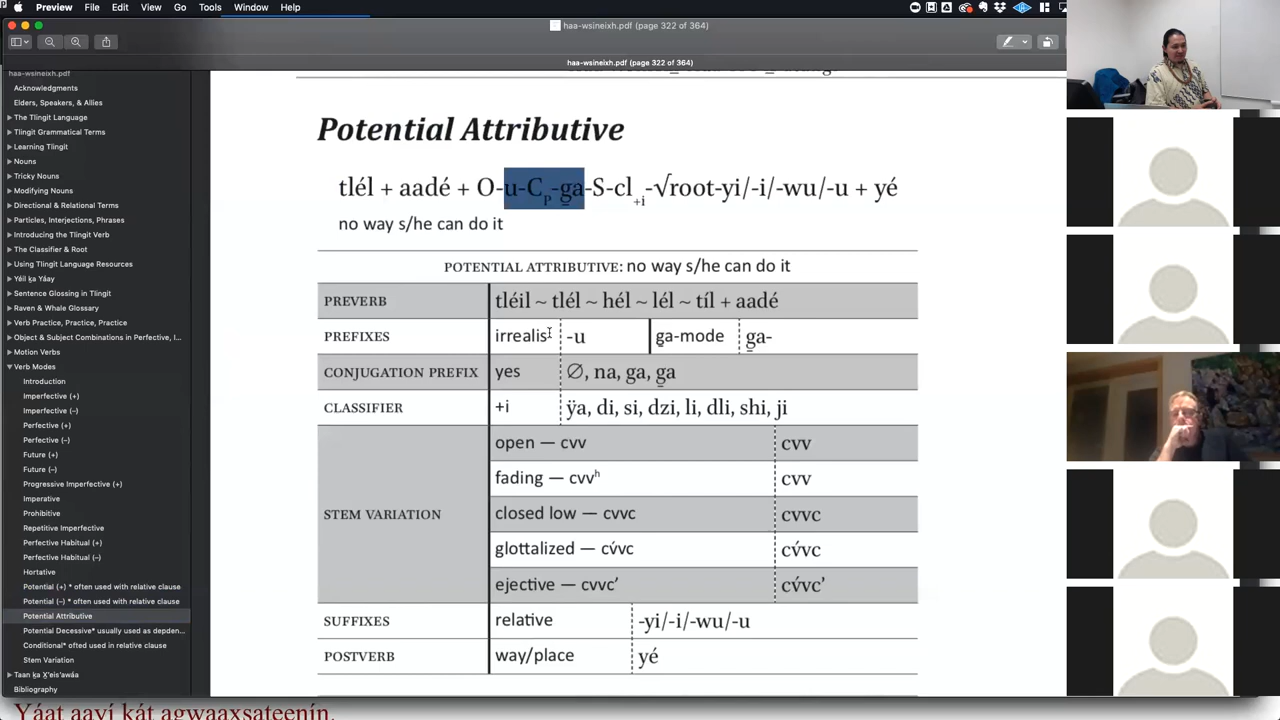 Preview File Edit View Go Tools Window Help
haa-wsineixh.pdf (page 322 of 364)
haa-wsineixh.pdf (page 322 of 364)
haa-wsineixh.pdf
Acknowledgments
Elders, Speakers, & Allies
The Tlingit Language
Tlingit Grammatical Terms
Learning Tlingit
Nouns
Tricky Nouns
Modifying Nouns
Directional & Relational Terms
Particles, Interjections, Phrases
Introducing the Tlingit Verb
The Classifier & Root
Using Tlingit Language Resources
Yéil ḵa Yáay
Sentence Glossing in Tlingit
Raven & Whale Glossary
Verb Practice, Practice, Practice
Object & Subject Combinations in Perfective, I...
Motion Verbs
Verb Modes
Introduction
Imperfective (+)
Imperfective (–)
Perfective (+)
Perfective (–)
Future (+)
Future (–)
Progressive Imperfective (+)
Imperative
Prohibitive
Repetitive Imperfective
Perfective Habitual (+)
Perfective Habitual (–)
Hortative
Potential (+) * often used with relative clause
Potential (–) * often used with relative clause
Potential Attributive
Potential Decessive* usually used as depden...
Conditional* ofted used in relative clause
Stem Variation
Taan ḵa X̱'eis'awáa
Bibliography
Potential Attributive
tlél + aadé + O-u-Cₚ-g̱a-S-cl₊ᵢ-√root-yi/-i/-wu/-u + yé
no way s/he can do it
POTENTIAL ATTRIBUTIVE: no way s/he can do it
PREVERB tléil ~ tlél ~ hél ~ lél ~ tíl + aadé
PREFIXES irrealis -u g̱a-mode g̱a-
CONJUGATION PREFIX yes ∅, na, ga, g̱a
CLASSIFIER +i ÿa, di, si, dzi, li, dli, shi, ji
STEM VARIATION open — cvv cvv
fading — cvvʰ cvv
closed low — cvvc cvvc
glottalized — cv́vc cv́vc
ejective — cvvc’ cv́vc’
SUFFIXES relative -yi/-i/-wu/-u
POSTVERB way/place yé
Yáat aayí kát agwaaxsateenín.